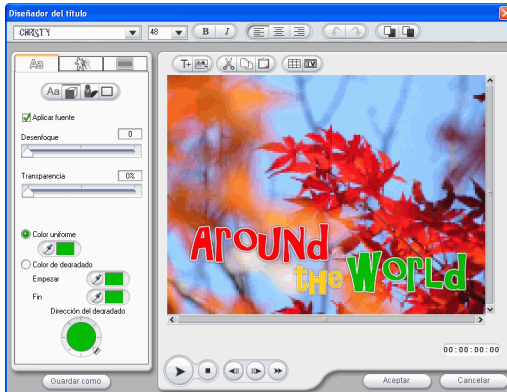 Diseñador del título
CHRISTY
48
B I
Aa
T+
Aa
Aplicar fuente
Desenfoque 0
Transparencia 0%
Color uniforme
Color de degradado
Empezar
Fin
Dirección del degradado
AROUND
the World
00:00:00:00
Guardar como
Aceptar
Cancelar